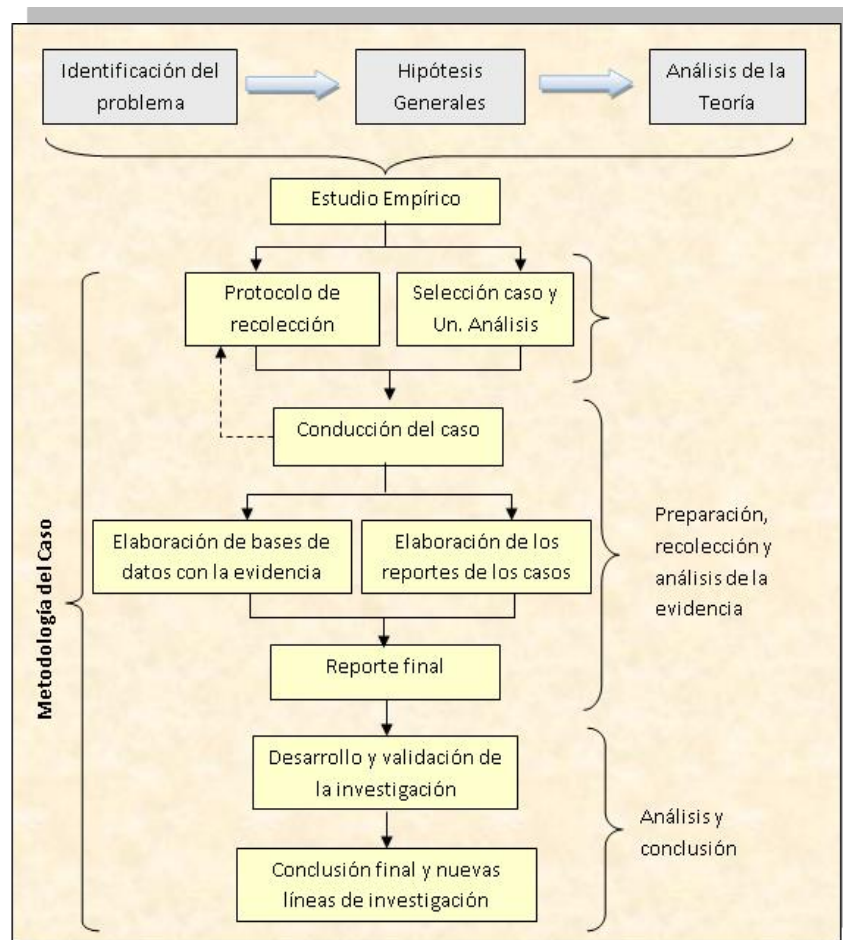 Identificación del
problema
Hipótesis
Generales
Análisis de la
Teoría
Estudio Empírico
Protocolo de
recolección
Selección caso y
Un. Análisis
Conducción del caso
Elaboración de bases de
datos con la evidencia
Elaboración de los
reportes de los casos
Preparación,
recolección y
análisis de la
evidencia
Metodología del Caso
Reporte final
Desarrollo y validación de
la investigación
Análisis y
conclusión
Conclusión final y nuevas
líneas de investigación